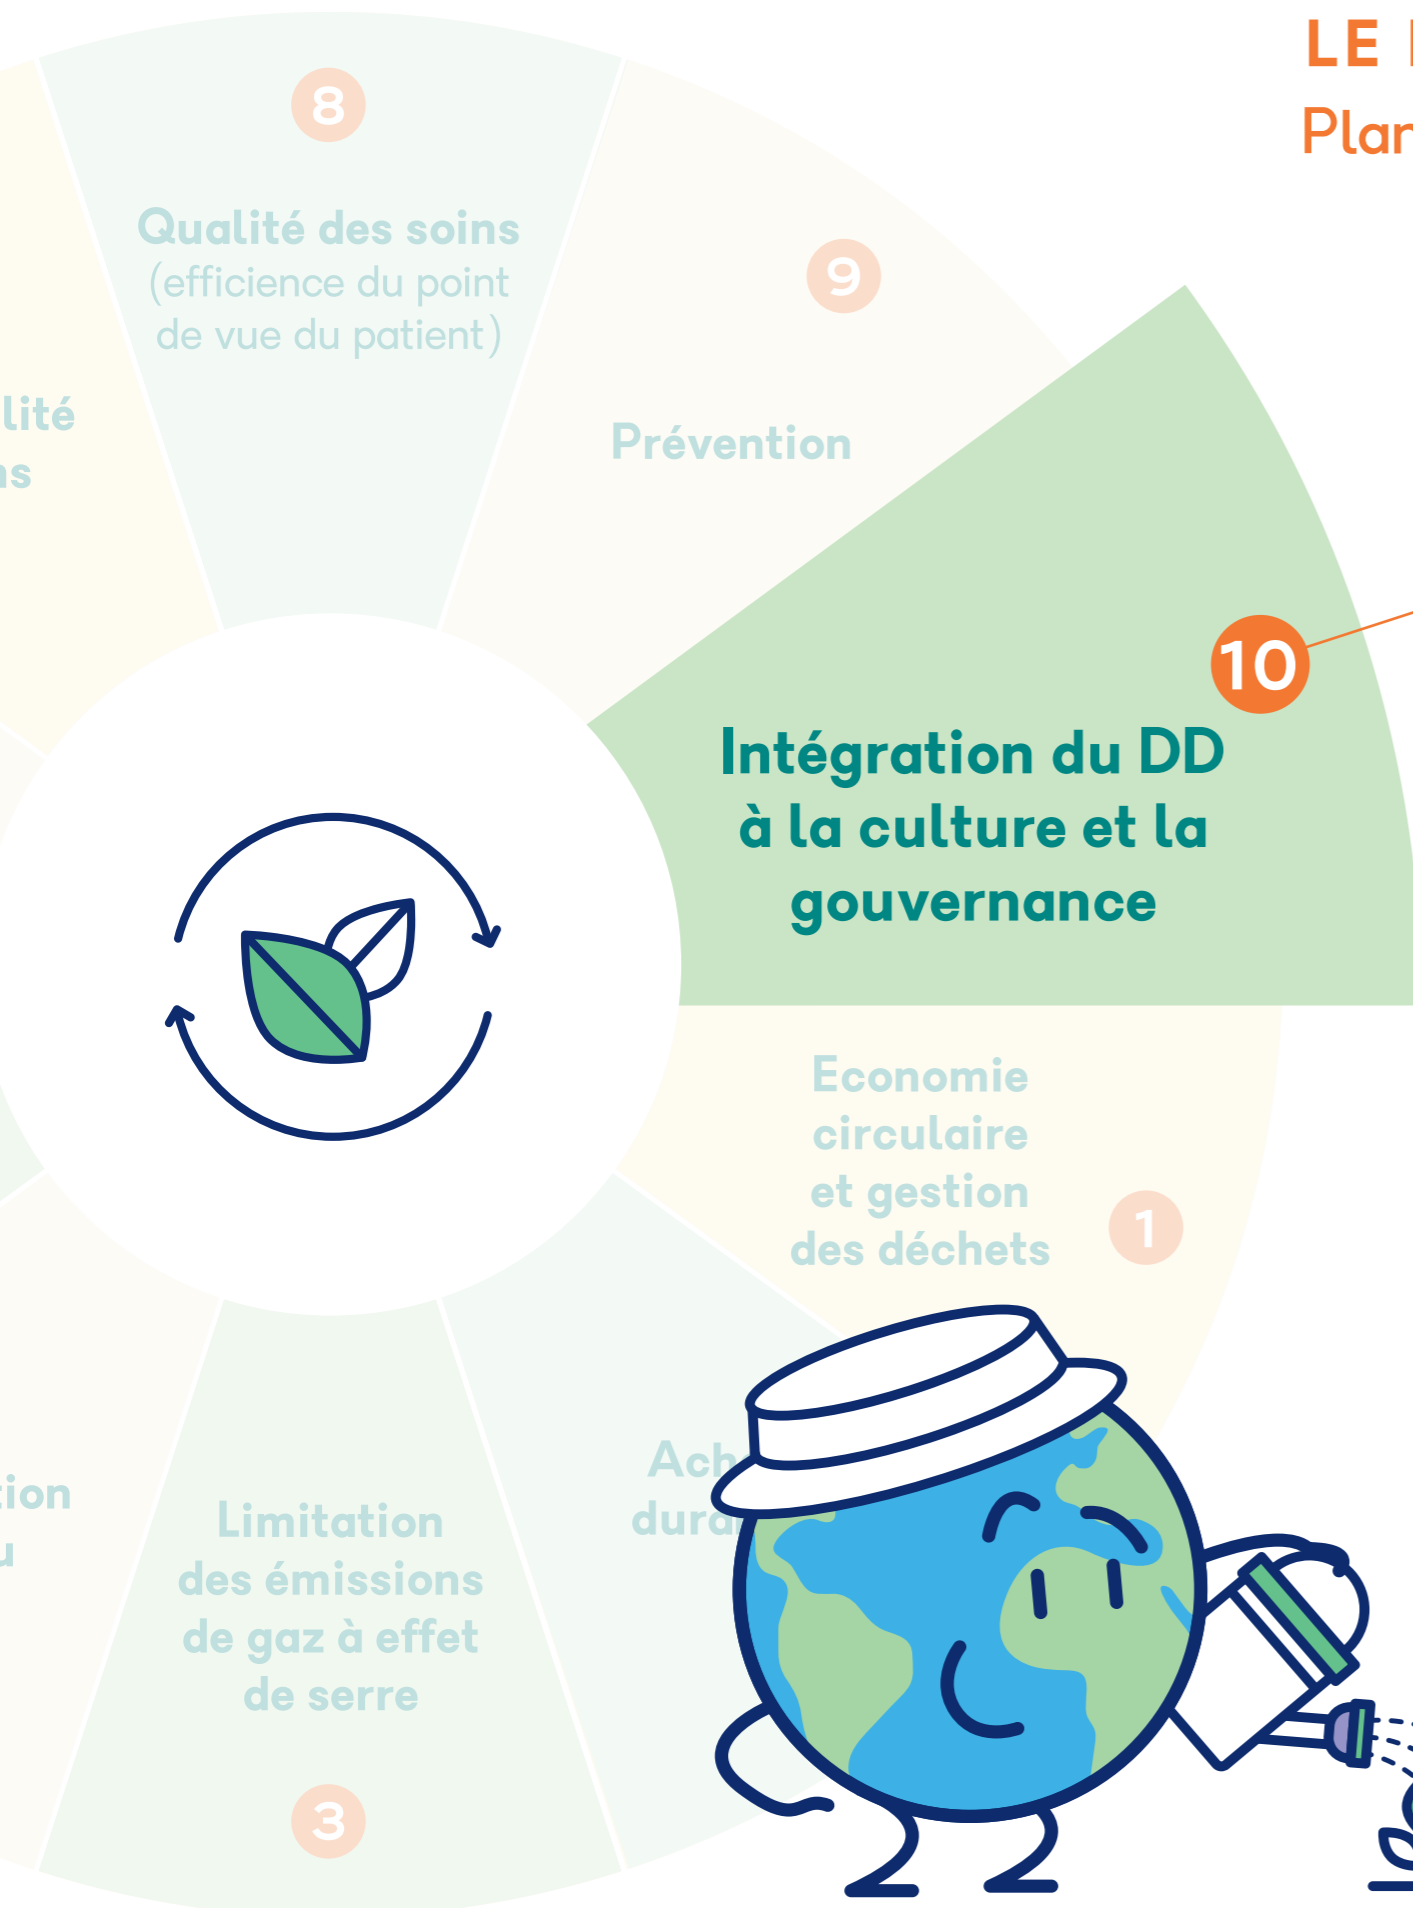 LE
Plan
8
Qualité des soins
(efficience du point
de vue du patient)
9
Prévention
10
Intégration du DD
à la culture et la
gouvernance
Economie
circulaire
et gestion
des déchets
1
Limitation
des émissions
de gaz à effet
de serre
3